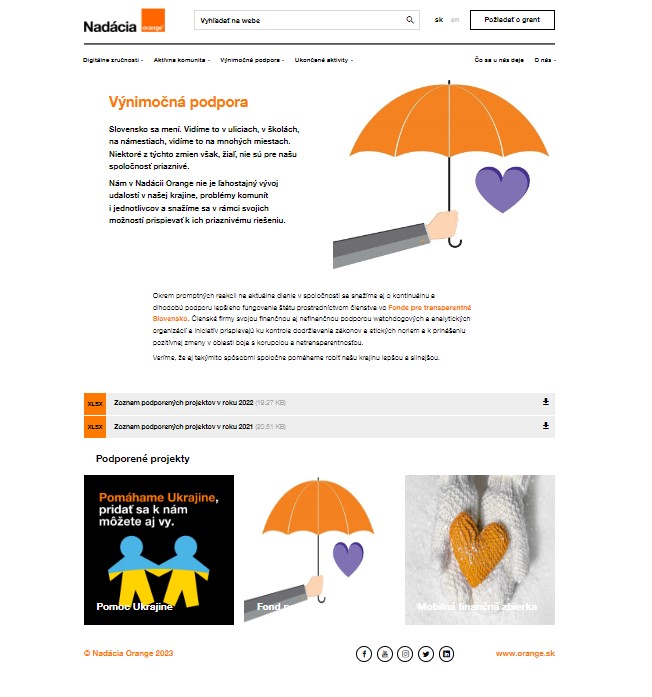 Nadácia
orange
Vyhľadať na webe
sk en
Požiadať o grant
Digitálne zručnosti
Aktívna komunita
Výnimočná podpora
Ukončené aktivity
Čo sa u nás deje
O nás
Výnimočná podpora
Slovensko sa mení. Vidíme to v uliciach, v školách,
na námestiach, vidíme to na mnohých miestach.
Niektoré z týchto zmien však, žiaľ, nie sú pre našu
spoločnosť priaznivé.
Nám v Nadácii Orange nie je ľahostajný vývoj
udalostí v našej krajine, problémy komunít
i jednotlivcov a snažíme sa v rámci svojich
možností prispievať k ich priaznivému riešeniu.
Okrem promptných reakcií na aktuálne dianie v spoločnosti sa snažíme aj o kontinuálnu a
dlhodobú podporu lepšieho fungovania štátu prostredníctvom členstva vo Fonde pre transparentné
Slovensko. Členské firmy svojou finančnou aj nefinančnou podporou watchdogových a analytických
organizácií a iniciatív prispievajú ku kontrole dodržiavania zákonov a etických noriem a k prinášaniu
pozitívnej zmeny v oblasti boja s korupciou a netransparentnosťou.
Veríme, že aj takýmito spôsobmi spoločne pomáhame robiť našu krajinu lepšou a silnejšou.
XLSX Zoznam podporených projektov v roku 2022 (19.27 KB)
XLSX Zoznam podporených projektov v roku 2021 (20.51 KB)
Podporené projekty
Pomáhame Ukrajine,
pridať sa k nám
môžete aj vy.
Pomoc Ukrajine
Fond
Mobilná finančná zbierka
© Nadácia Orange 2023
www.orange.sk